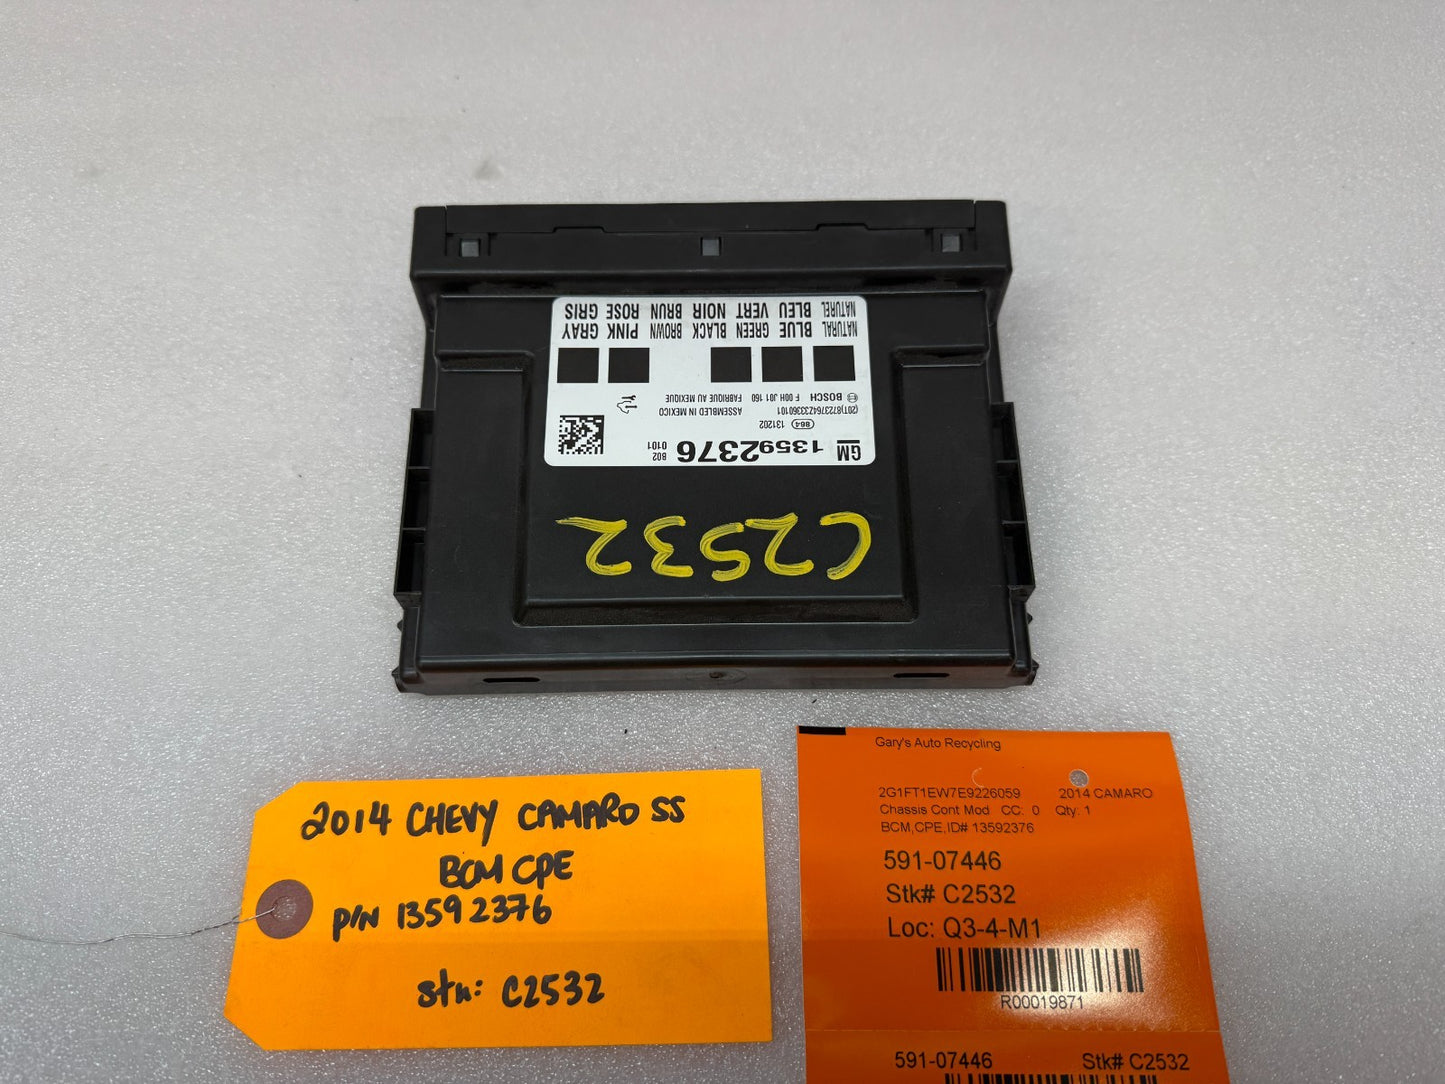 GM 13592376 802
0101
864 131202
(20T)8722376423360101 ASSEMBLED IN MEXICO
BOSCH F 00H J01 160 FABRIQUE AU MEXIQUE
NATURAL BLUE GREEN BLACK BROWN PINK GRAY
NATUREL BLEU VERT NOIR BRUN ROSE GRIS
C2532
2014 CHEVY CAMARO SS
BCM CPE
P/N 13592376
stk: C2532
Gary's Auto Recycling
2G1FT1EW7E9226059 2014 CAMARO
Chassis Cont Mod CC: 0 Qty: 1
BCM,CPE,ID# 13592376
591-07446
Stk# C2532
Loc: Q3-4-M1
R00019871
591-07446 Stk# C2532